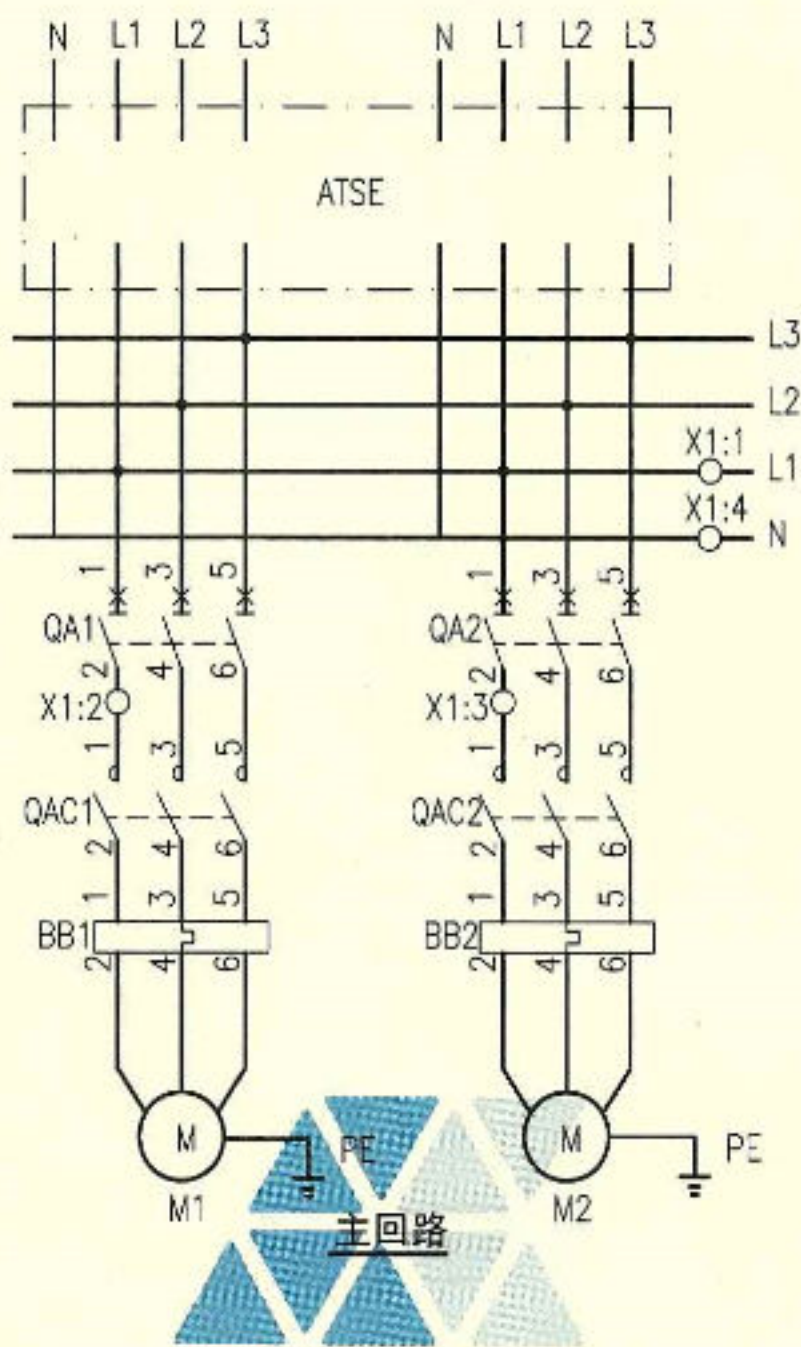 N L1 L2 L3 N L1 L2 L3
ATSE
L3
L2
X1:1
L1
X1:4
N
1 3 5 1 3 5
QA1 QA2
2 4 6 2 4 6
X1:2 X1:3
1 3 5 1 3 5
QAC1 QAC2
2 4 6 2 4 6
1 3 5 1 3 5
BB1 BB2
2 4 6 2 4 6
M PE M PE
M1 M2
主回路